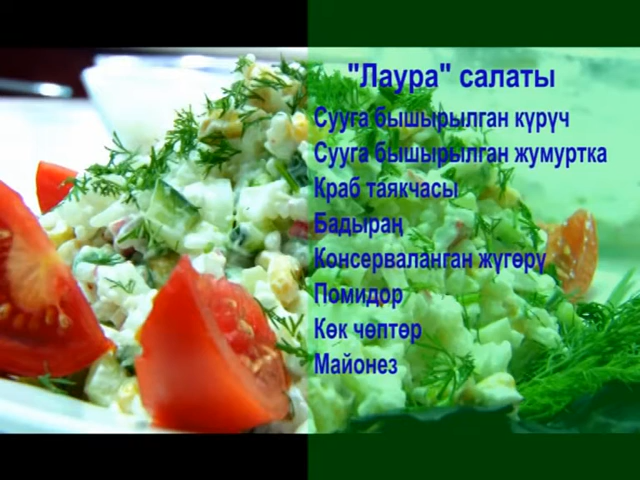 "Лаура" салаты
Сууга бышырылган күрүч
Сууга бышырылган жумуртка
Краб таякчасы
Бадыраң
Консерваланган жүгөрү
Помидор
Көк чөптөр
Майонез